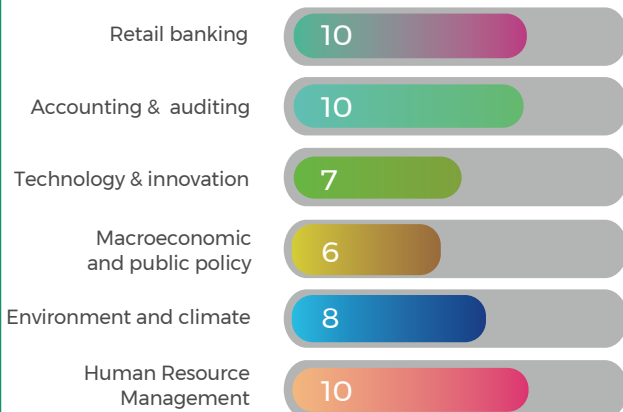 Retail banking 10
Accounting & auditing 10
Technology & innovation 7
Macroeconomic
and public policy 6
Environment and climate 8
Human Resource
Management 10